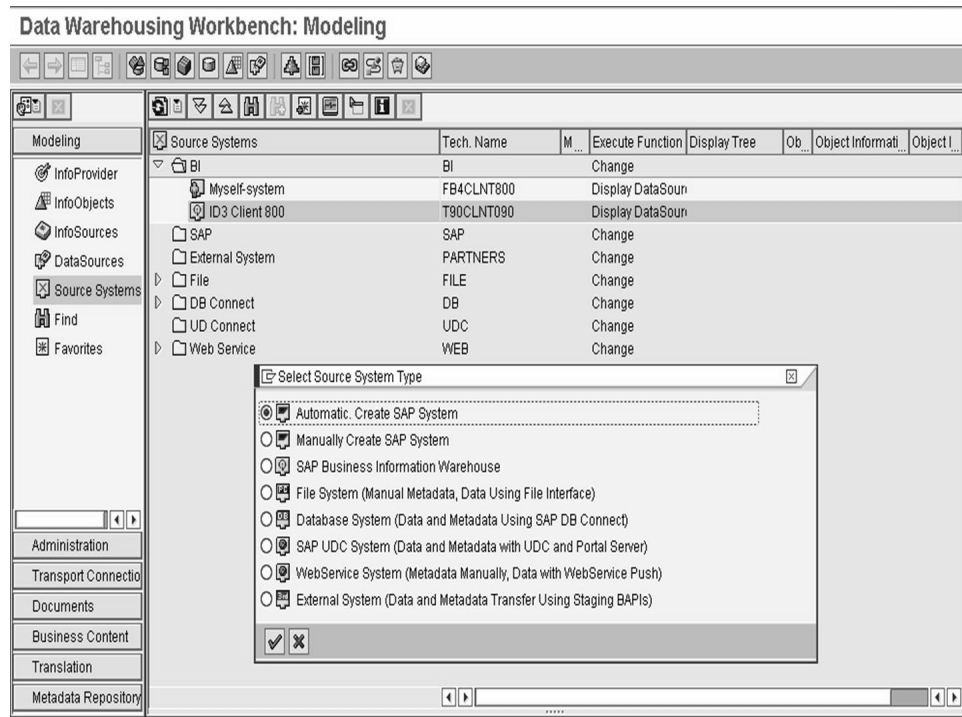 Data Warehousing Workbench: Modeling
Modeling
Source Systems Tech. Name M... Execute Function Display Tree Ob... Object Informati... Object I...
InfoProvider
InfoObjects
InfoSources
DataSources
Source Systems
Find
Favorites
BI BI Change
Myself-system FB4CLNT800 Display DataSour
ID3 Client 800 T90CLNT090 Display DataSour
SAP SAP Change
External System PARTNERS Change
File FILE Change
DB Connect DB Change
UD Connect UDC Change
Web Service WEB Change
Select Source System Type
Automatic. Create SAP System
Manually Create SAP System
SAP Business Information Warehouse
File System (Manual Metadata, Data Using File Interface)
Database System (Data and Metadata Using SAP DB Connect)
SAP UDC System (Data and Metadata with UDC and Portal Server)
WebService System (Metadata Manually, Data with WebService Push)
External System (Data and Metadata Transfer Using Staging BAPIs)
Administration
Transport Connectio
Documents
Business Content
Translation
Metadata Repository